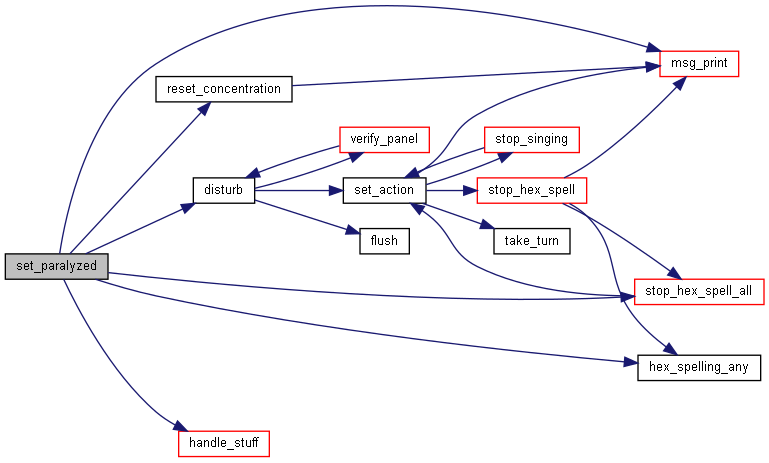 msg_print
reset_concentration
verify_panel
stop_singing
disturb
set_action
stop_hex_spell
flush
take_turn
set_paralyzed
stop_hex_spell_all
hex_spelling_any
handle_stuff